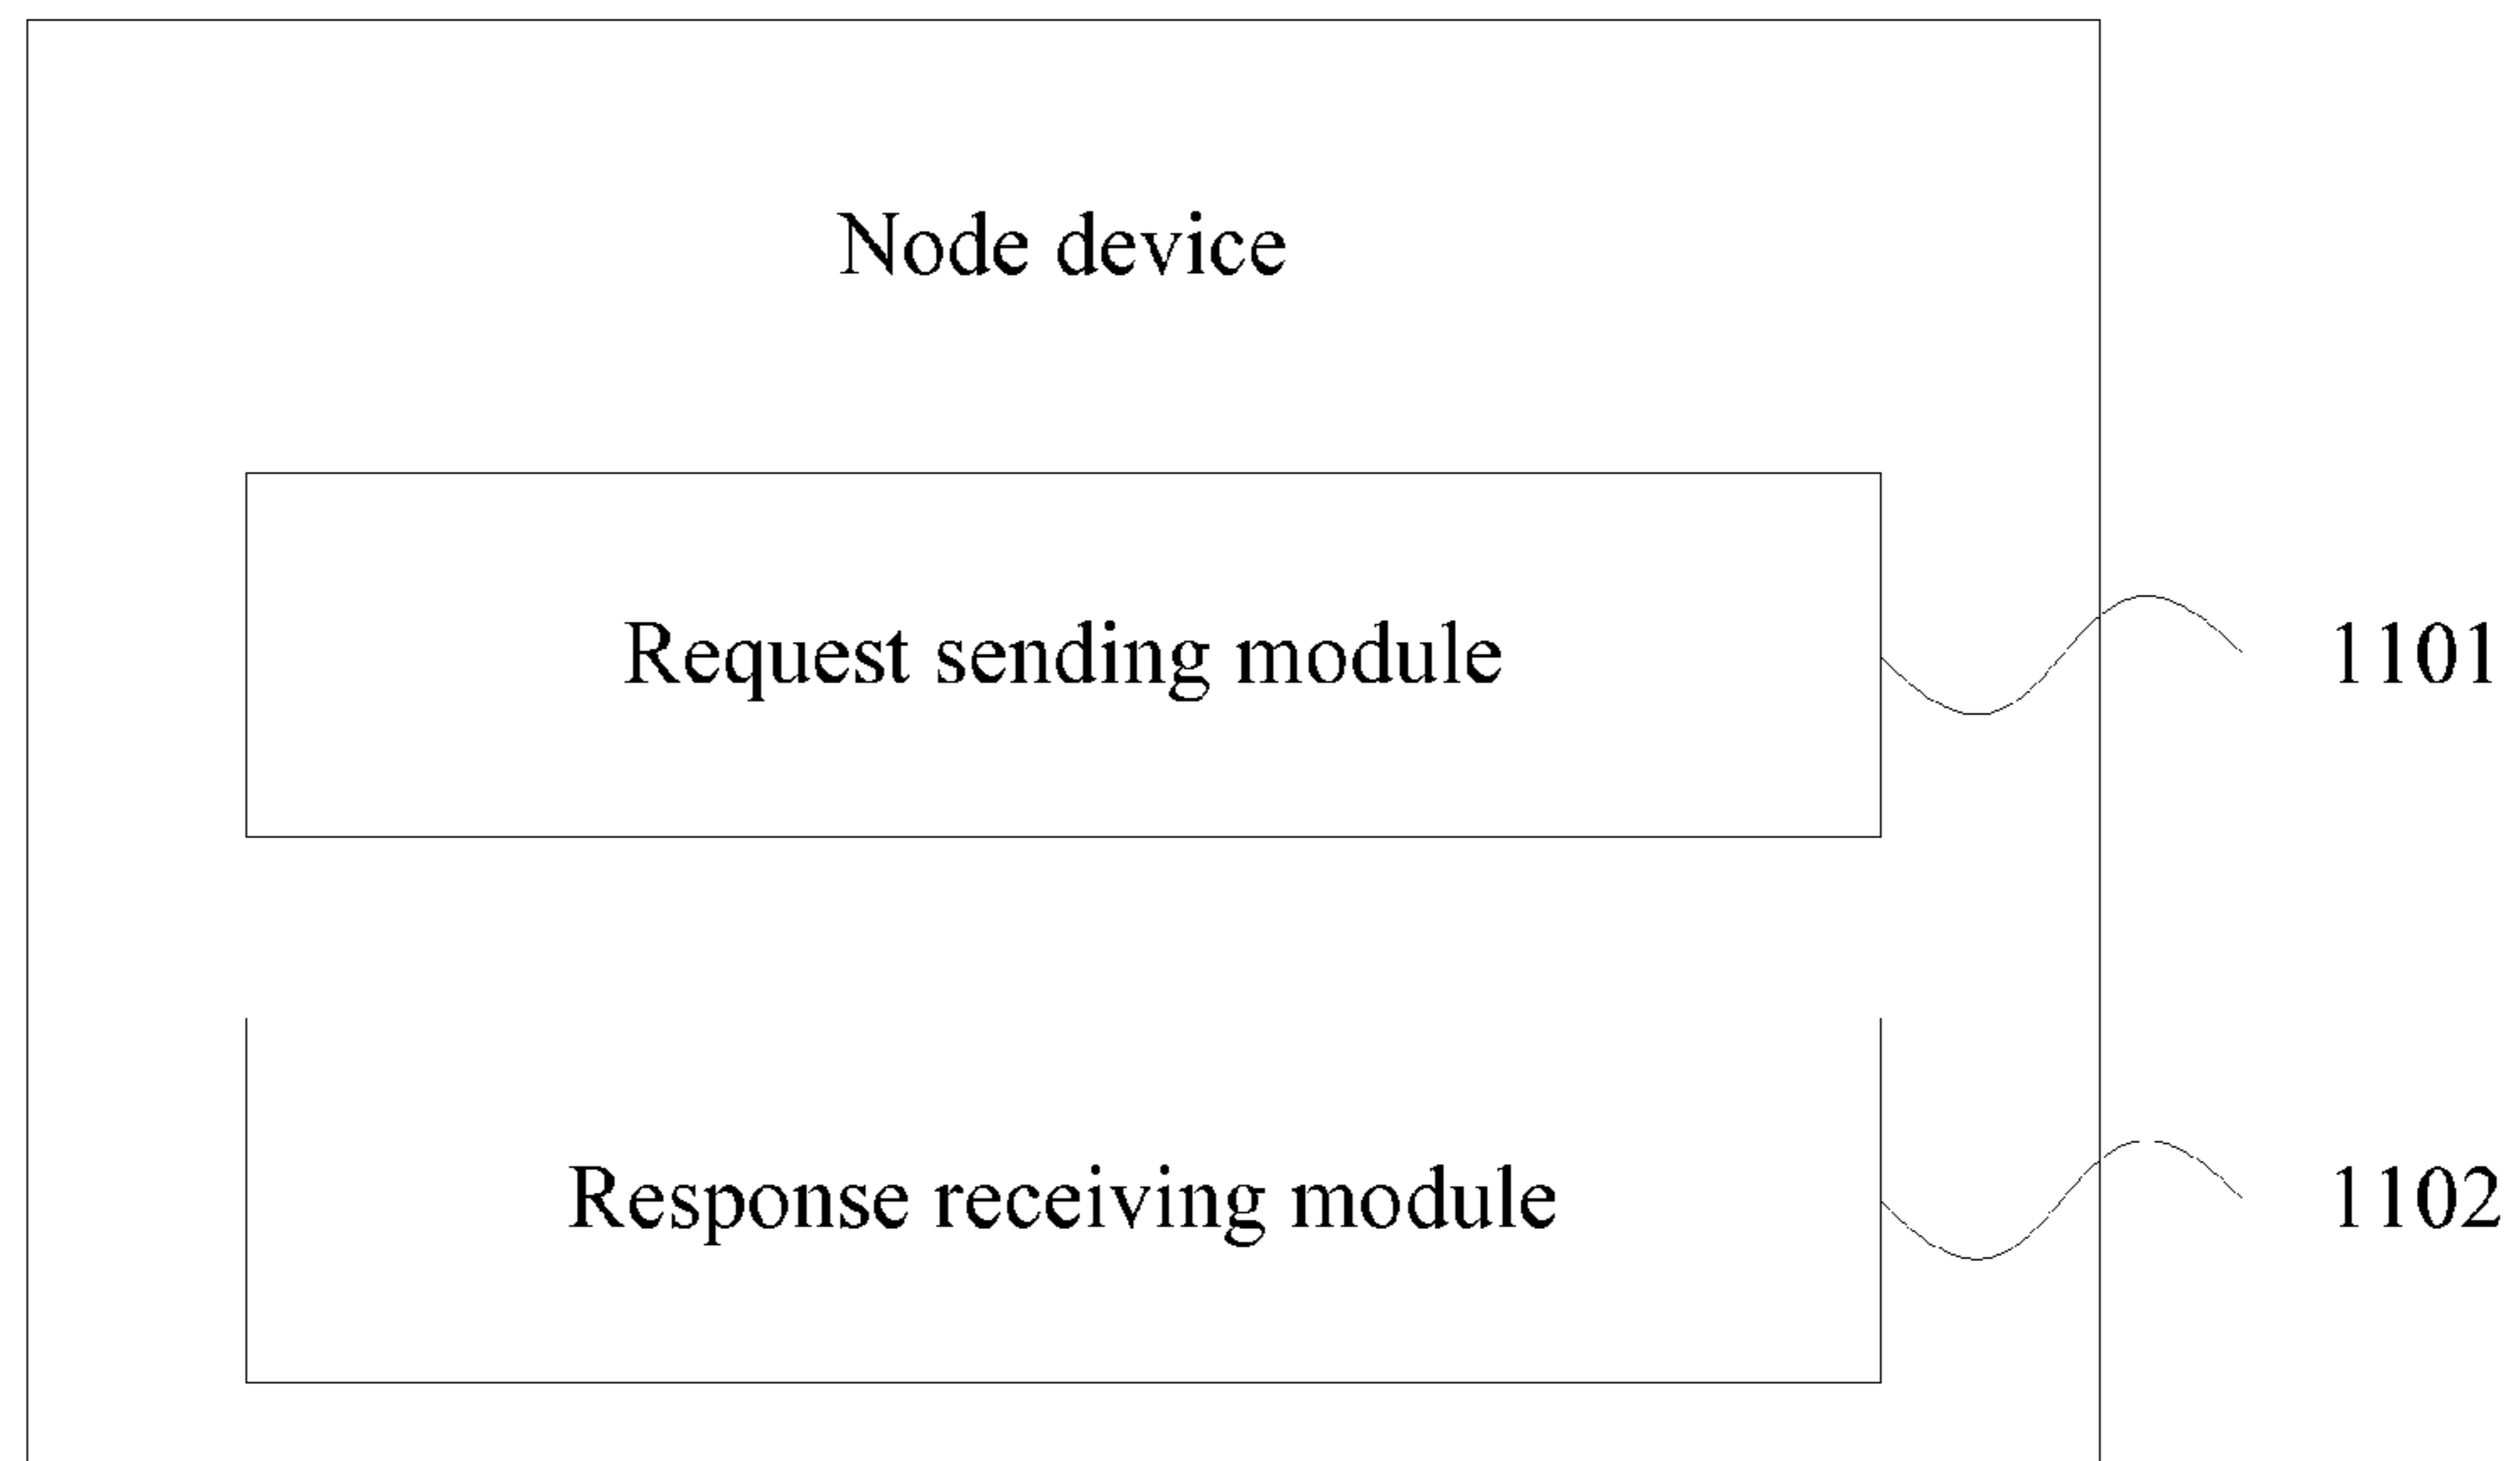 Node device
Request sending module
1101
Response receiving module
1102